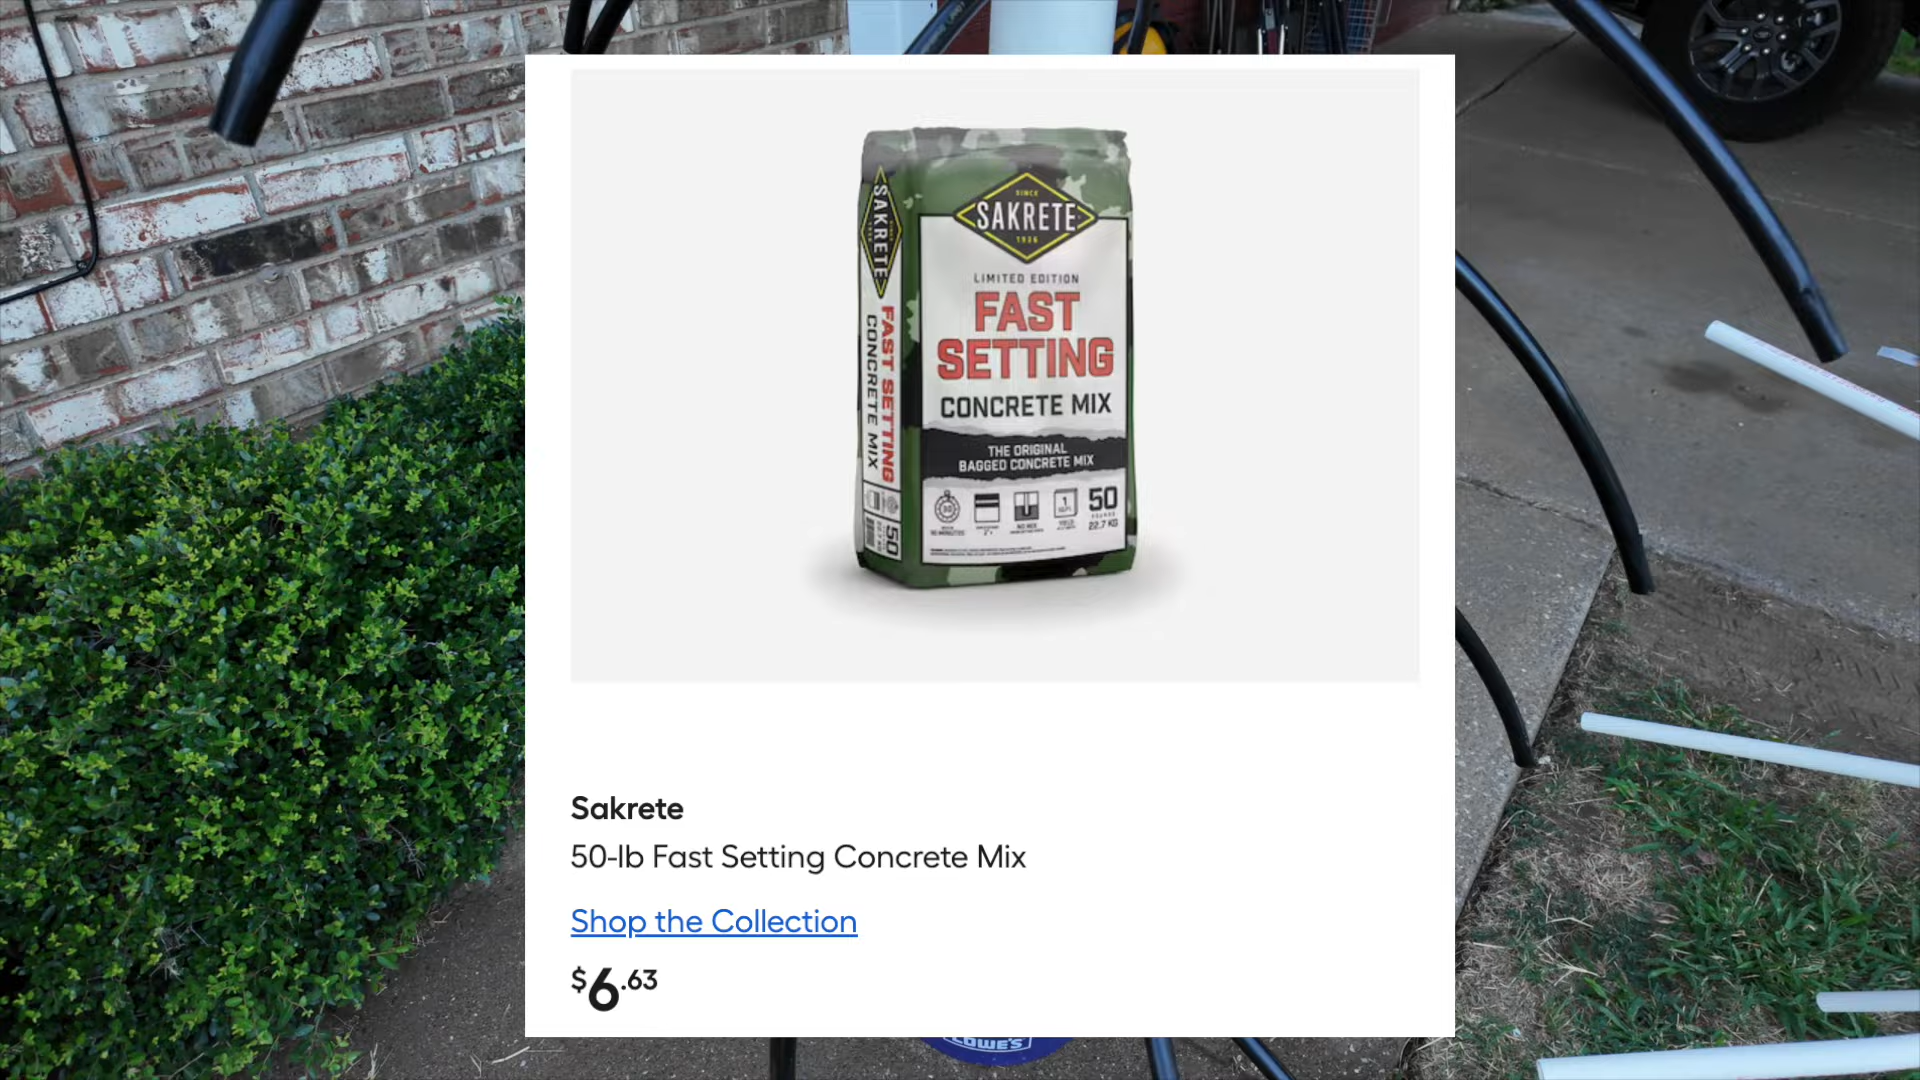 SINCE
SAKRETE
1936
LIMITED EDITION
FAST
SETTING
CONCRETE MIX
THE ORIGINAL
BAGGED CONCRETE MIX
50
22.7 KG
SAKRETE
FAST SETTING
CONCRETE MIX
50
Sakrete
50-lb Fast Setting Concrete Mix
Shop the Collection
$6.63
LOWE'S